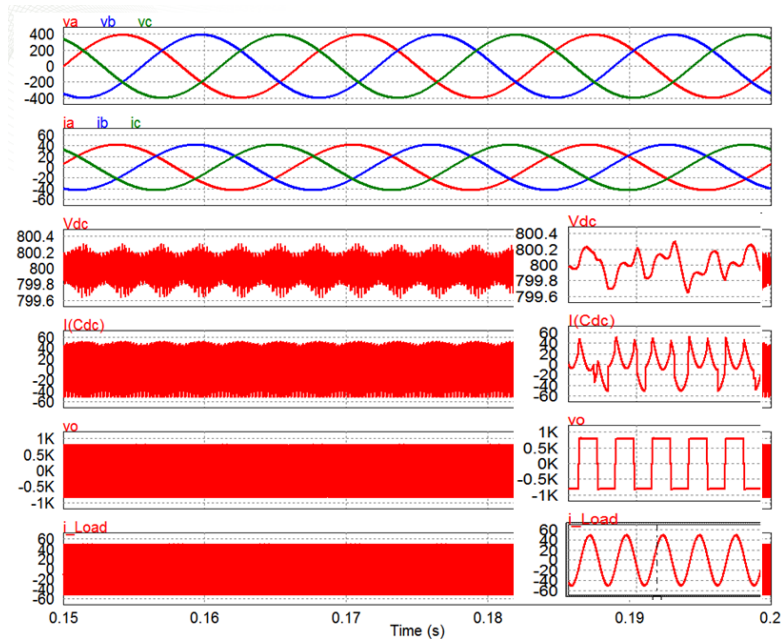 va vb vc
400
200
0
-200
-400
ia ib ic
60
40
20
0
-20
-40
-60
Vdc
800.4
800.2
800
799.8
799.6
Vdc
800.4
800.2
800
799.8
799.6
I(Cdc)
60
40
20
0
-20
-40
-60
I(Cdc)
60
40
20
0
-20
-40
-60
vo
1K
0.5K
0K
-0.5K
-1K
vo
1K
0.5K
0K
-0.5K
-1K
i_Load
60
40
20
0
-20
-40
-60
i_Load
60
40
20
0
-20
-40
-60
0.15 0.16 0.17 0.18 0.19 0.2
Time (s)